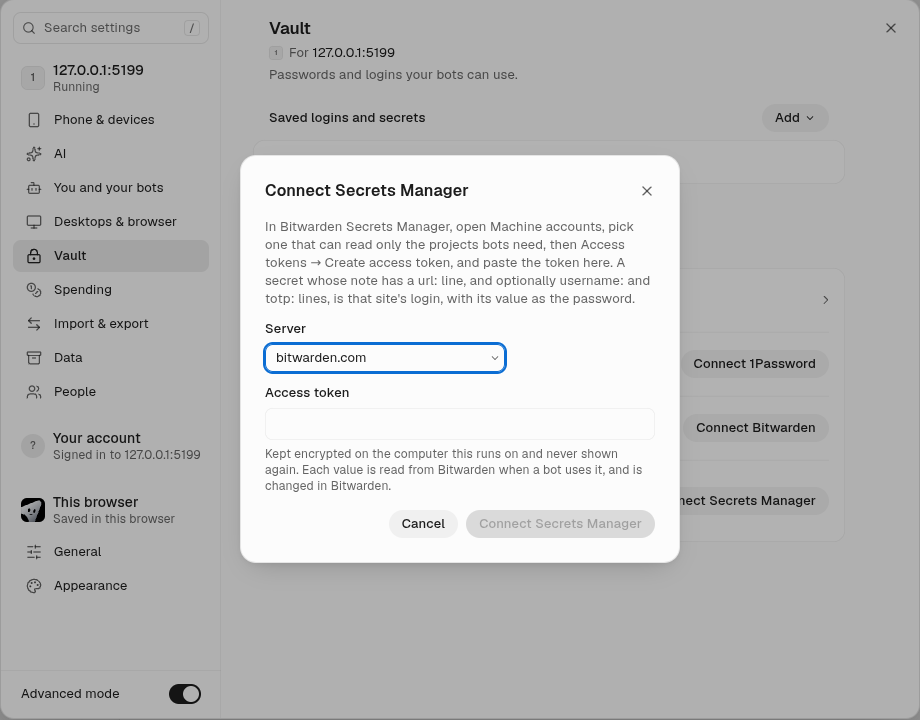 Search settings /
1 127.0.0.1:5199
Running
Phone & devices
AI
You and your bots
Desktops & browser
Vault
Spending
Import & export
Data
People
? Your account
Signed in to 127.0.0.1:5199
This browser
Saved in this browser
General
Appearance
Advanced mode
Vault
1 For 127.0.0.1:5199
Passwords and logins your bots can use.
Saved logins and secrets
Add
Connect 1Password
Connect Bitwarden
nect Secrets Manager
Connect Secrets Manager
In Bitwarden Secrets Manager, open Machine accounts, pick
one that can read only the projects bots need, then Access
tokens → Create access token, and paste the token here. A
secret whose note has a url: line, and optionally username: and
totp: lines, is that site's login, with its value as the password.
Server
bitwarden.com
Access token
Kept encrypted on the computer this runs on and never shown
again. Each value is read from Bitwarden when a bot uses it, and is
changed in Bitwarden.
Cancel
Connect Secrets Manager